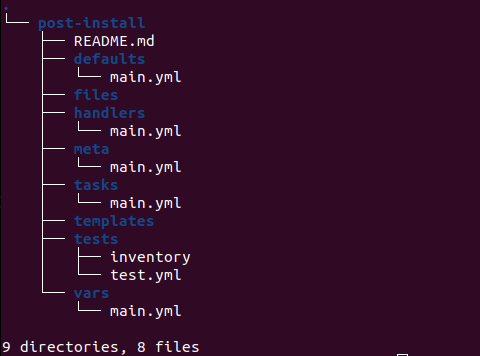 .
└── post-install
    ├── README.md
    ├── defaults
    │   └── main.yml
    ├── files
    ├── handlers
    │   └── main.yml
    ├── meta
    │   └── main.yml
    ├── tasks
    │   └── main.yml
    ├── templates
    ├── tests
    │   ├── inventory
    │   └── test.yml
    └── vars
        └── main.yml

9 directories, 8 files